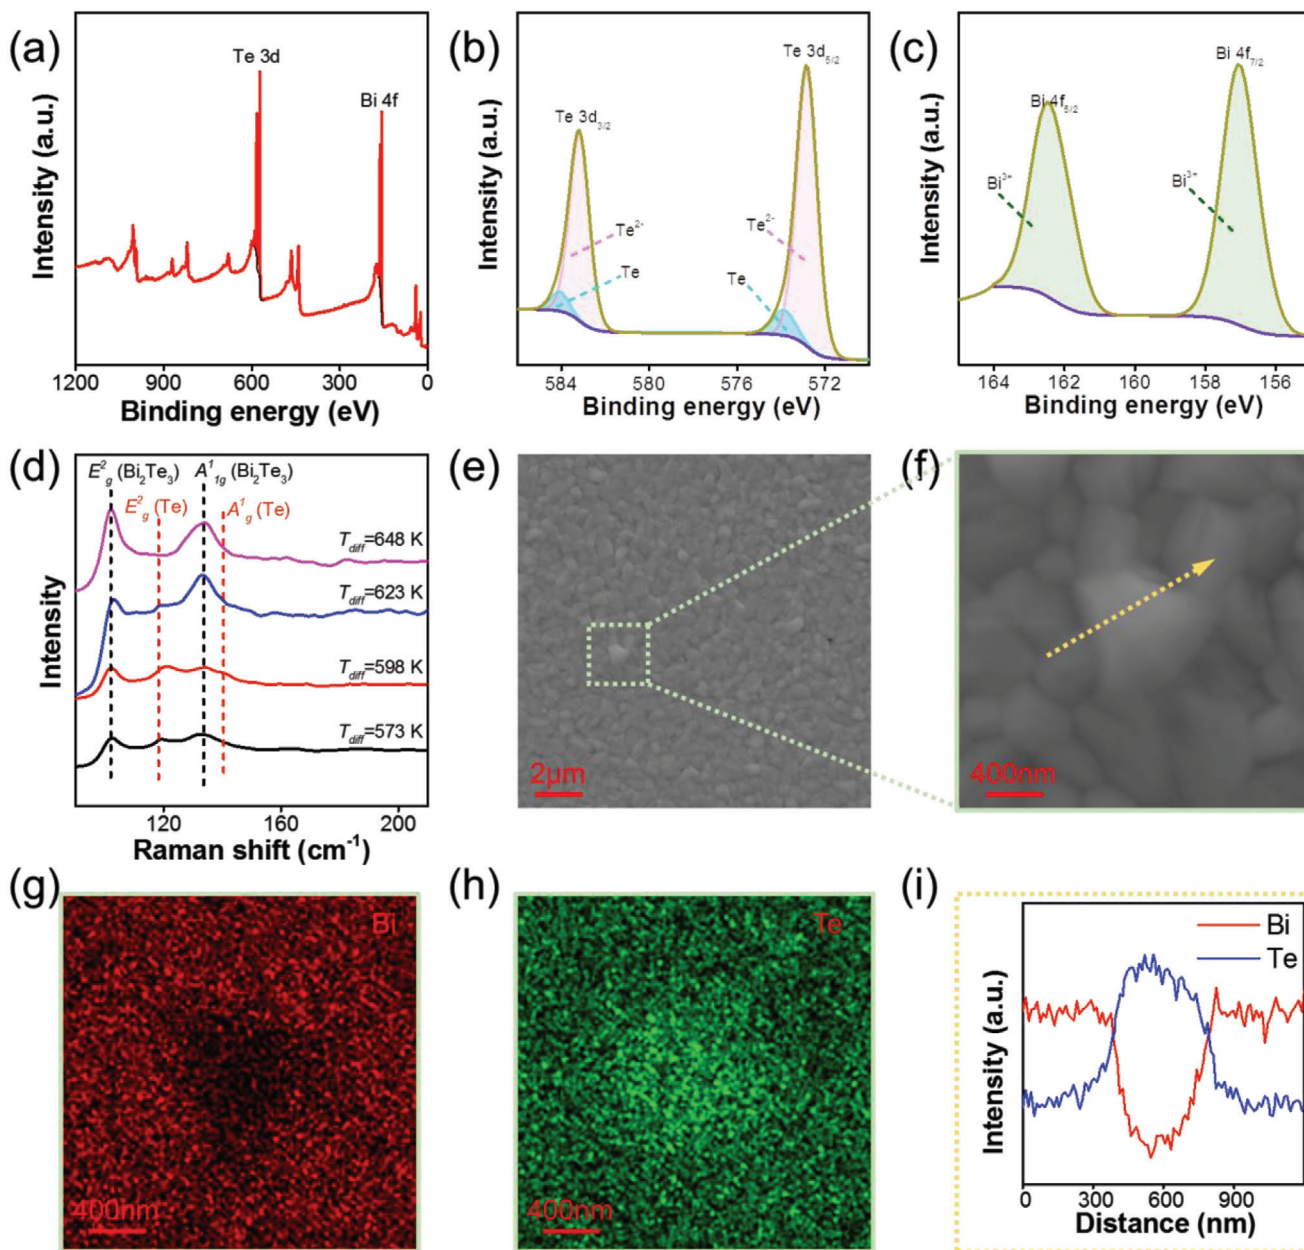 (a)
Te 3d
Bi 4f
Intensity (a.u.)
1200 900 600 300 0
Binding energy (eV)
(b)
Te 3d5/2
Te 3d3/2
Te2-
Te2-
Te
Te
Intensity (a.u.)
584 580 576 572
Binding energy (eV)
(c)
Bi 4f7/2
Bi 4f5/2
Bi3+
Bi3+
Intensity (a.u.)
164 162 160 158 156
Binding energy (eV)
(d)
E2g (Bi2Te3) A11g (Bi2Te3)
E2g (Te) A1g (Te)
Tdiff=648 K
Tdiff=623 K
Tdiff=598 K
Tdiff=573 K
Intensity
120 160 200
Raman shift (cm-1)
(e)
2μm
(f)
400nm
(g)
Bi
400nm
(h)
Te
400nm
(i)
Bi
Te
Intensity (a.u.)
0 300 600 900
Distance (nm)